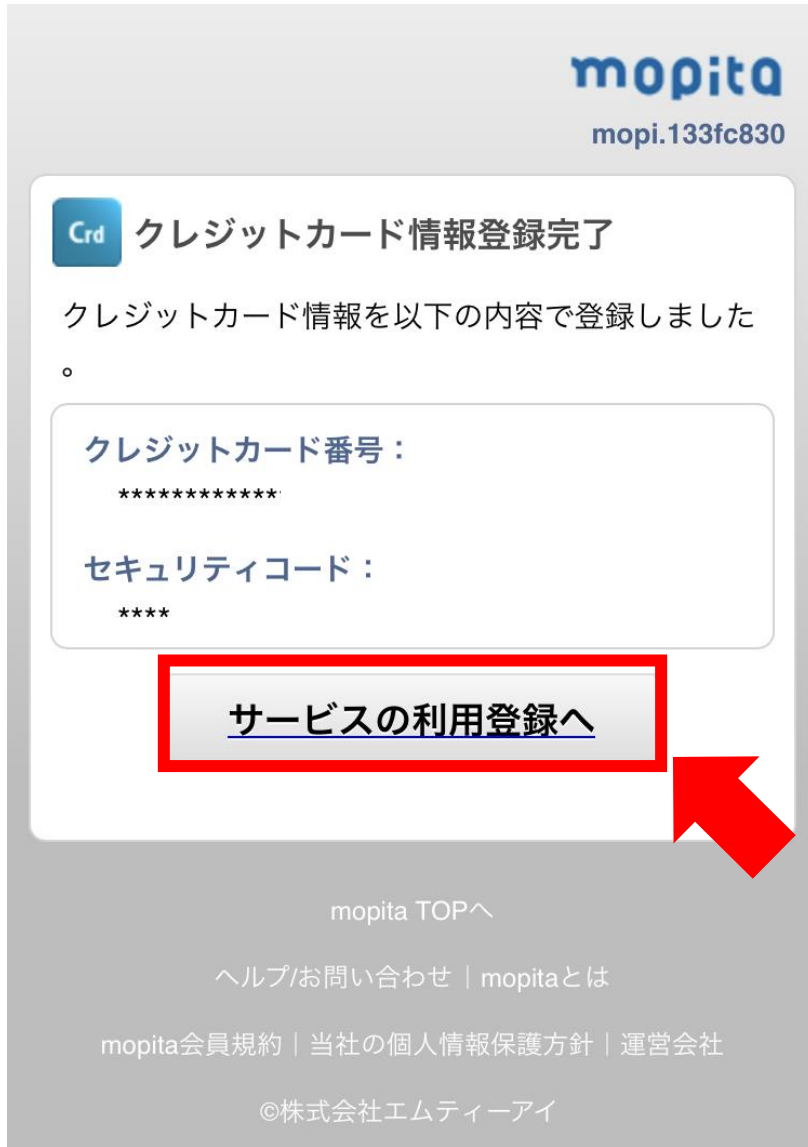 mopita
mopi.133fc830
Crd クレジットカード情報登録完了
クレジットカード情報を以下の内容で登録しました
。
クレジットカード番号：
************
セキュリティコード：
****
サービスの利用登録へ
mopita TOPへ
ヘルプ/お問い合わせ｜mopitaとは
mopita会員規約｜当社の個人情報保護方針｜運営会社
©株式会社エムティーアイ